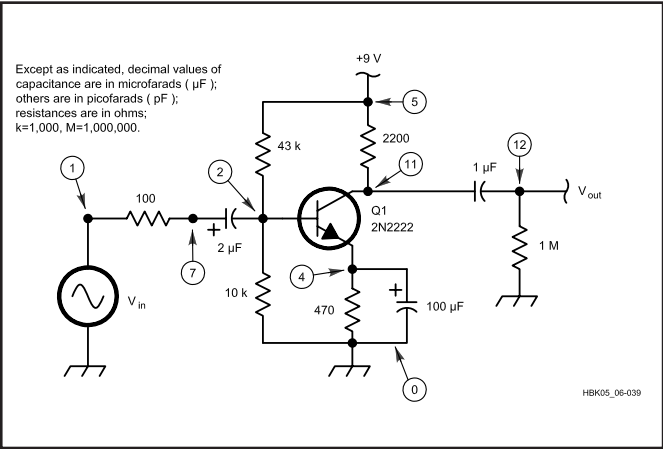 Except as indicated, decimal values of
capacitance are in microfarads ( µF );
others are in picofarads ( pF );
resistances are in ohms;
k=1,000, M=1,000,000.
+9 V
5
43 k
2200
1
2
11
12
100
1 µF
V out
Q1
2N2222
+
2 µF
7
4
1 M
V in
10 k
470
+
100 µF
0
HBK05_06-039